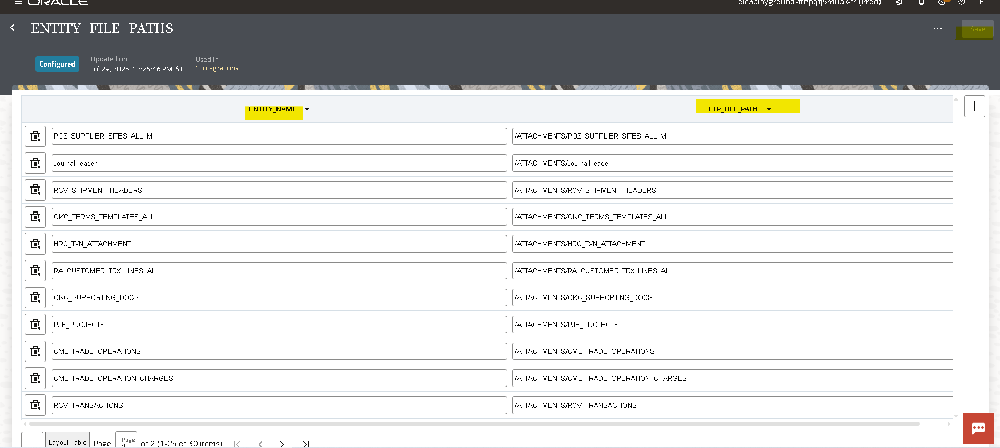 ORACLE
oic3playground-frhpqfj5mupk-fr (Prod)
P
ENTITY_FILE_PATHS
Save
Configured
Updated on
Jul 29, 2025, 12:25:46 PM IST
Used in
1 integrations
ENTITY_NAME FTP_FILE_PATH
POZ_SUPPLIER_SITES_ALL_M /ATTACHMENTS/POZ_SUPPLIER_SITES_ALL_M
JournalHeader /ATTACHMENTS/JournalHeader
RCV_SHIPMENT_HEADERS /ATTACHMENTS/RCV_SHIPMENT_HEADERS
OKC_TERMS_TEMPLATES_ALL /ATTACHMENTS/OKC_TERMS_TEMPLATES_ALL
HRC_TXN_ATTACHMENT /ATTACHMENTS/HRC_TXN_ATTACHMENT
RA_CUSTOMER_TRX_LINES_ALL /ATTACHMENTS/RA_CUSTOMER_TRX_LINES_ALL
OKC_SUPPORTING_DOCS /ATTACHMENTS/OKC_SUPPORTING_DOCS
PJF_PROJECTS /ATTACHMENTS/PJF_PROJECTS
CML_TRADE_OPERATIONS /ATTACHMENTS/CML_TRADE_OPERATIONS
CML_TRADE_OPERATION_CHARGES /ATTACHMENTS/CML_TRADE_OPERATION_CHARGES
RCV_TRANSACTIONS /ATTACHMENTS/RCV_TRANSACTIONS
Layout Table Page Page 1 of 2 (1-25 of 30 items)